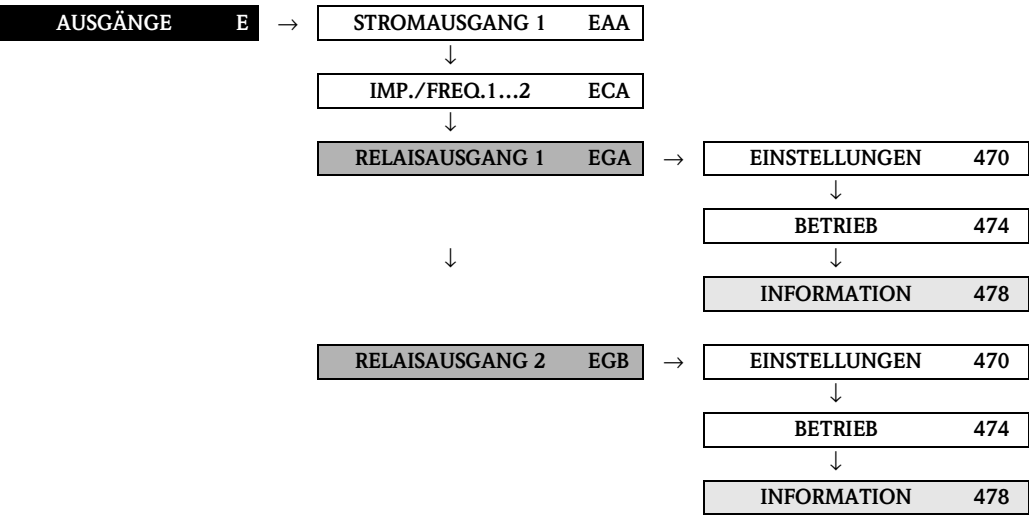 AUSGÄNGE E → STROMAUSGANG 1 EAA
↓
IMP./FREQ.1...2 ECA
↓
RELAISAUSGANG 1 EGA → EINSTELLUNGEN 470
↓
BETRIEB 474
↓ ↓
INFORMATION 478
RELAISAUSGANG 2 EGB → EINSTELLUNGEN 470
↓
BETRIEB 474
↓
INFORMATION 478